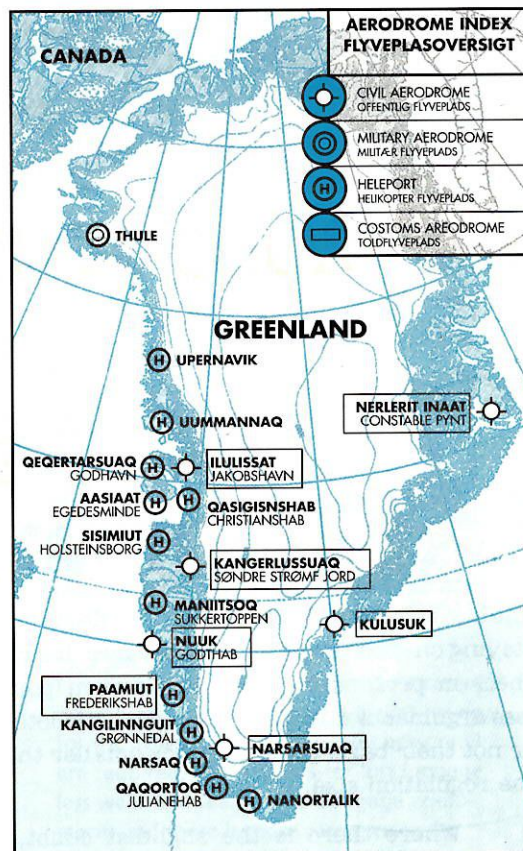 CANADA
AERODROME INDEX
FLYVEPLASOVERSIGT
CIVIL AERODROME
OFFENTLIG FLYVEPLADS
MILITARY AERODROME
MILITÆR FLYVEPLADS
H
HELEPORT
HELIKOPTER FLYVEPLADS
COSTOMS AREODROME
TOLDFLYVEPLADS
THULE
GREENLAND
H UPERNAVIK
H UUMMANNAQ
NERLERIT INAAT
CONSTABLE PYNT
QEQERTARSUAQ H
GODHAVN
ILULISSAT
JAKOBSHAVN
AASIAAT H
EGEDESMINDE
H QASIGISNSHAB
CHRISTIANSHAB
SISIMIUT H
HOLSTEINSBORG
KANGERLUSSUAQ
SØNDRE STRØMF JORD
H MANIITSOQ
SUKKERTOPPEN
NUUK
GODTHAB
KULUSUK
PAAMIUT H
FREDERIKSHAB
KANGILINNGUIT H
GRØNNEDAL
NARSARSUAQ
NARSAQ H
QAQORTOQ H
JULIANEHAB
H NANORTALIK